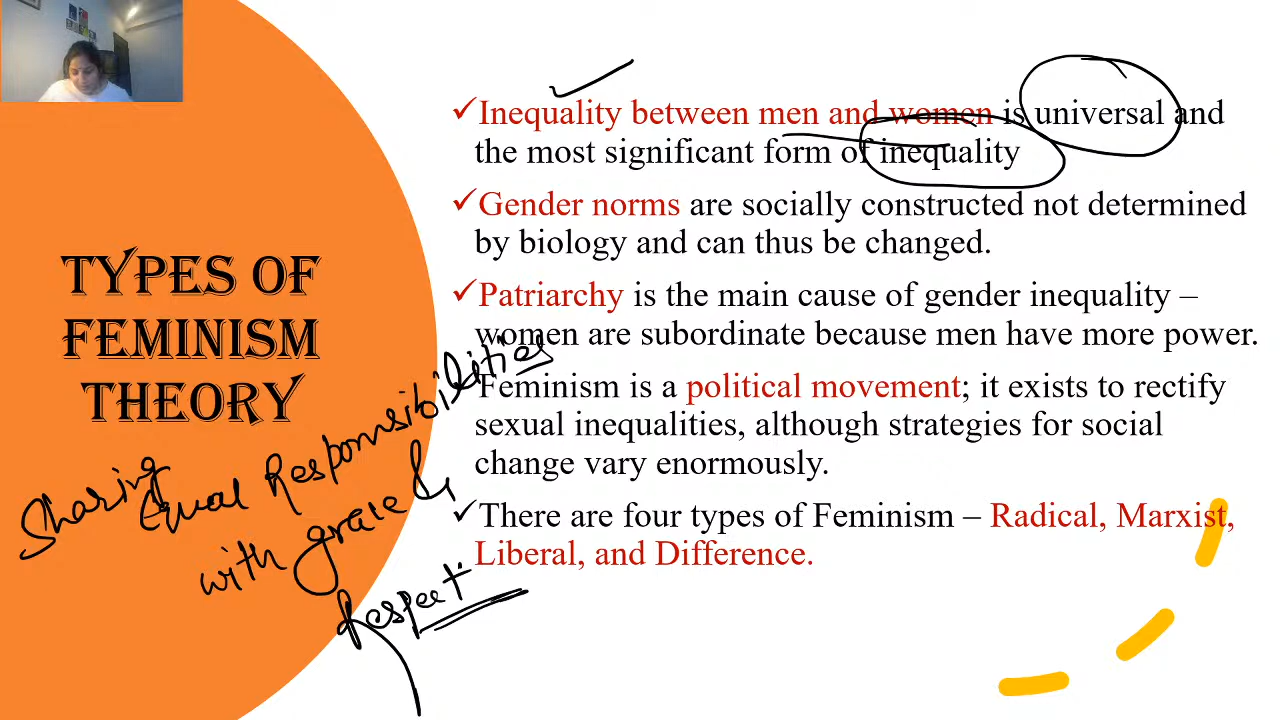 TYPES OF
FEMINISM
THEORY
Sharing
Equal Responsibilities
with grace &
Respect
✓Inequality between men and women is universal and
the most significant form of inequality
✓Gender norms are socially constructed not determined
by biology and can thus be changed.
✓Patriarchy is the main cause of gender inequality –
women are subordinate because men have more power.
Feminism is a political movement; it exists to rectify
sexual inequalities, although strategies for social
change vary enormously.
✓There are four types of Feminism – Radical, Marxist,
Liberal, and Difference.